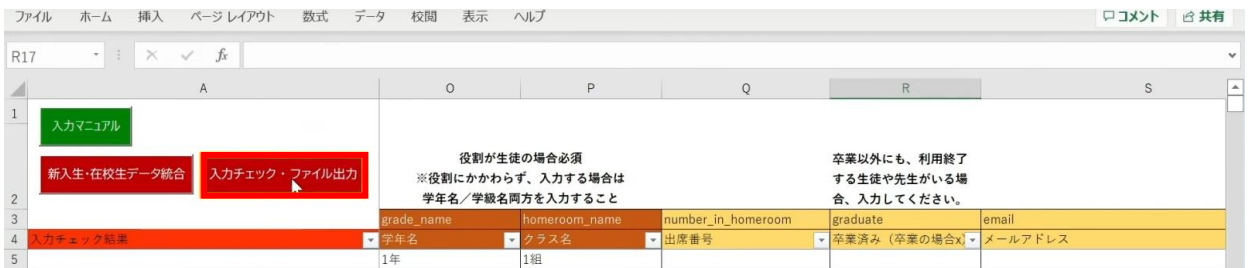 ファイル ホーム 挿入 ページ レイアウト 数式 データ 校閲 表示 ヘルプ コメント 共有
R17 fx
A O P Q R S
1
入力マニュアル
新入生・在校生データ統合 入力チェック・ファイル出力
役割が生徒の場合必須
※役割にかかわらず、入力する場合は
学年名／学級名両方を入力すること
卒業以外にも、利用終了
する生徒や先生がいる場
合、入力してください。
2
3 grade_name homeroom_name number_in_homeroom graduate email
4 入力チェック結果 学年名 クラス名 出席番号 卒業済み（卒業の場合x） メールアドレス
5 1年 1組